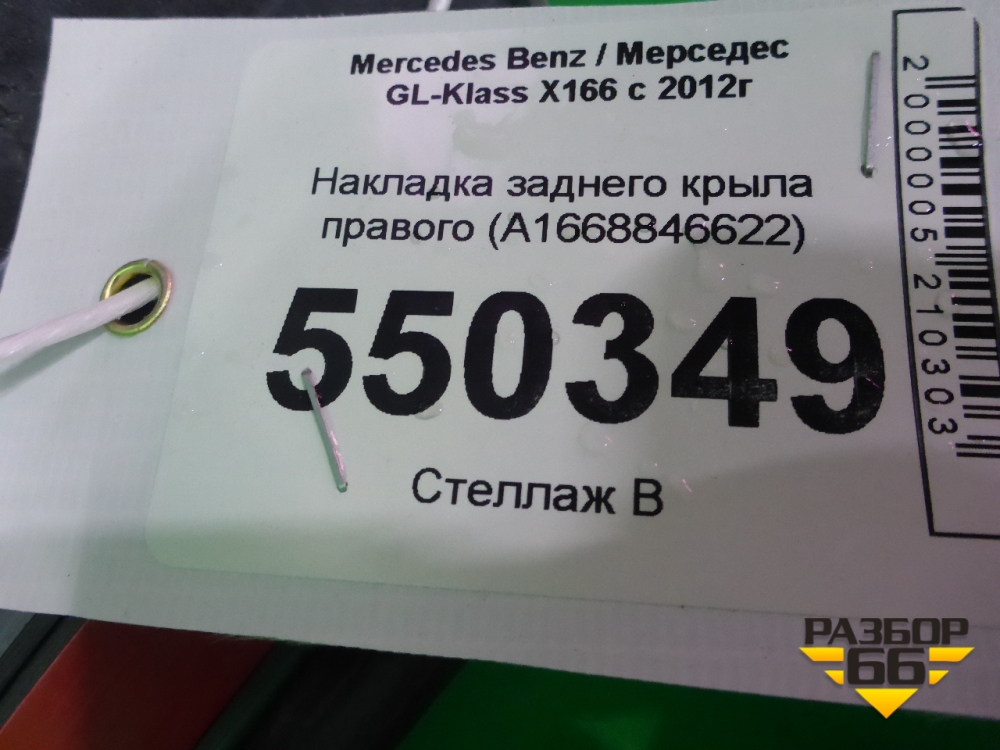 Mercedes Benz / Мерседес
GL-Klass X166 с 2012г
Накладка заднего крыла
правого (A1668846622)
550349
Стеллаж В
2000005210303
РАЗБОР
66